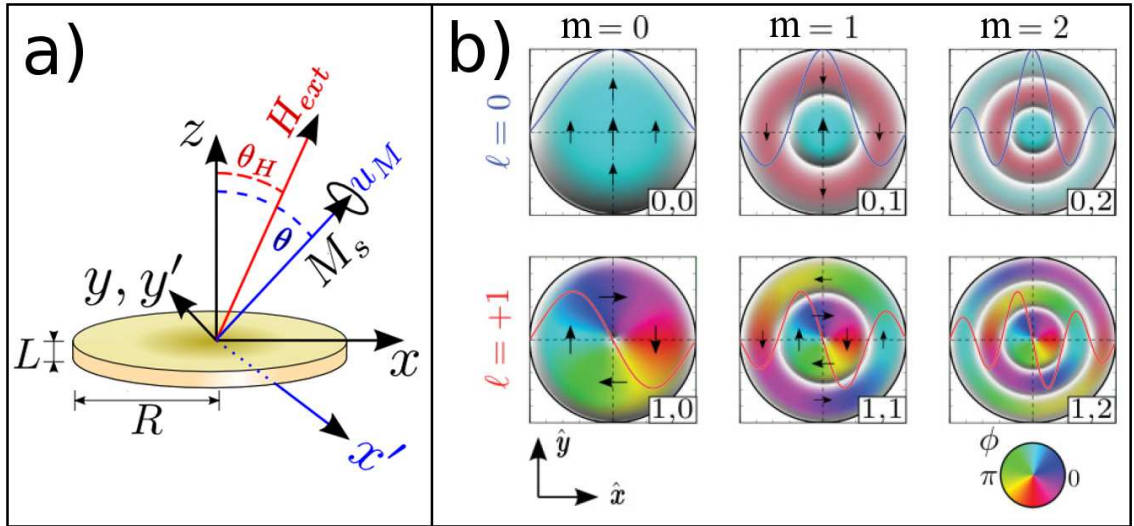 a)
z
H_ext
θ_H
u_M
θ
M_s
y, y′
x
L
R
x′
b)
m = 0
m = 1
m = 2
ℓ = 0
0,0
0,1
0,2
ℓ = +1
1,0
1,1
1,2
ŷ
x̂
ϕ
π
0